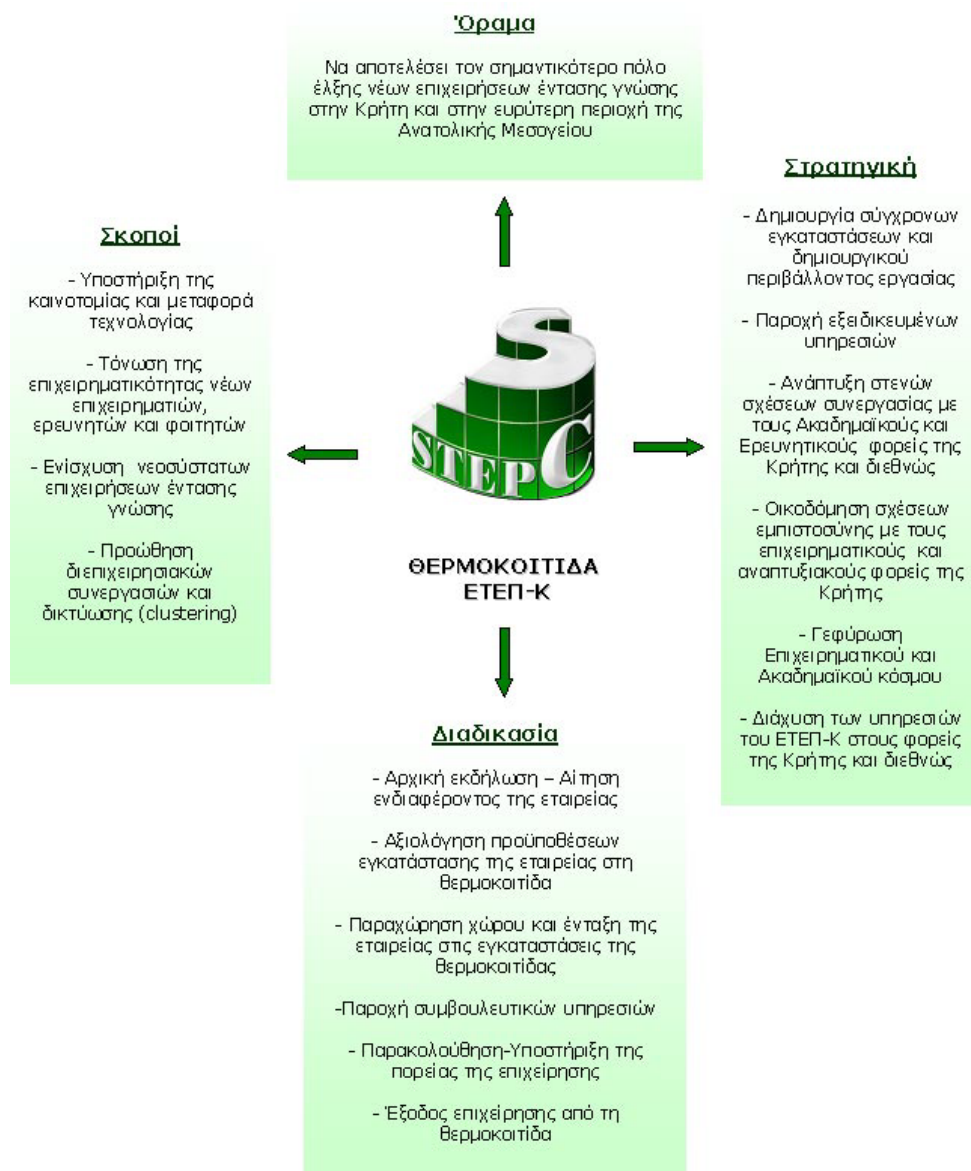 Όραμα
Να αποτελέσει τον σημαντικότερο πόλο
έλξης νέων επιχειρήσεων έντασης γνώσης
στην Κρήτη και στην ευρύτερη περιοχή της
Ανατολικής Μεσογείου
Σκοποί
- Υποστήριξη της
καινοτομίας και μεταφορά
τεχνολογίας
- Τόνωση της
επιχειρηματικότητας νέων
επιχειρηματιών,
ερευνητών και φοιτητών
- Ενίσχυση νεοσύστατων
επιχειρήσεων έντασης
γνώσης
- Προώθηση
διεπιχειρησιακών
συνεργασιών και
δικτύωσης (clustering)
STEP C
ΘΕΡΜΟΚΟΙΤΙΔΑ
ΕΤΕΠ-Κ
Στρατηγική
- Δημιουργία σύγχρονων
εγκαταστάσεων και
δημιουργικού
περιβάλλοντος εργασίας
- Παροχή εξειδικευμένων
υπηρεσιών
- Ανάπτυξη στενών
σχέσεων συνεργασίας με
τους Ακαδημαϊκούς και
Ερευνητικούς φορείς της
Κρήτης και διεθνώς
- Οικοδόμηση σχέσεων
εμπιστοσύνης με τους
επιχειρηματικούς και
αναπτυξιακούς φορείς της
Κρήτης
- Γεφύρωση
Επιχειρηματικού και
Ακαδημαϊκού κόσμου
- Διάχυση των υπηρεσιών
του ΕΤΕΠ-Κ στους φορείς
της Κρήτης και διεθνώς
Διαδικασία
- Αρχική εκδήλωση – Αίτηση
ενδιαφέροντος της εταιρείας
- Αξιολόγηση προϋποθέσεων
εγκατάστασης της εταιρείας στη
θερμοκοιτίδα
- Παραχώρηση χώρου και ένταξη της
εταιρείας στις εγκαταστάσεις της
θερμοκοιτίδας
-Παροχή συμβουλευτικών υπηρεσιών
- Παρακολούθηση-Υποστήριξη της
πορείας της επιχείρησης
- Έξοδος επιχείρησης από τη
θερμοκοιτίδα